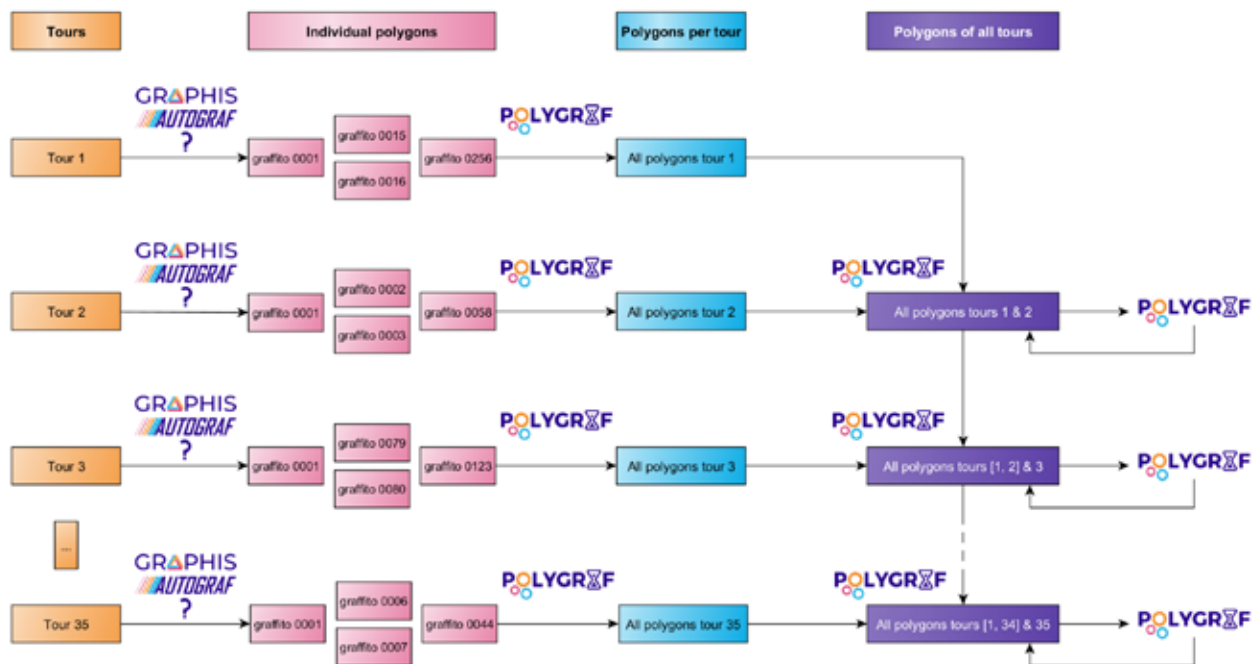 Tours
Individual polygons
Polygons per tour
Polygons of all tours
GRAPHIS
AUTOGRAF
?
POLYGRAF
Tour 1
graffito 0001
graffito 0015
graffito 0016
graffito 0256
All polygons tour 1
GRAPHIS
AUTOGRAF
?
POLYGRAF
POLYGRAF
Tour 2
graffito 0001
graffito 0002
graffito 0003
graffito 0058
All polygons tour 2
All polygons tours 1 & 2
POLYGRAF
GRAPHIS
AUTOGRAF
?
POLYGRAF
POLYGRAF
Tour 3
graffito 0001
graffito 0079
graffito 0080
graffito 0123
All polygons tour 3
All polygons tours [1, 2] & 3
POLYGRAF
...
GRAPHIS
AUTOGRAF
?
POLYGRAF
POLYGRAF
Tour 35
graffito 0001
graffito 0006
graffito 0007
graffito 0044
All polygons tour 35
All polygons tours [1, 34] & 35
POLYGRAF